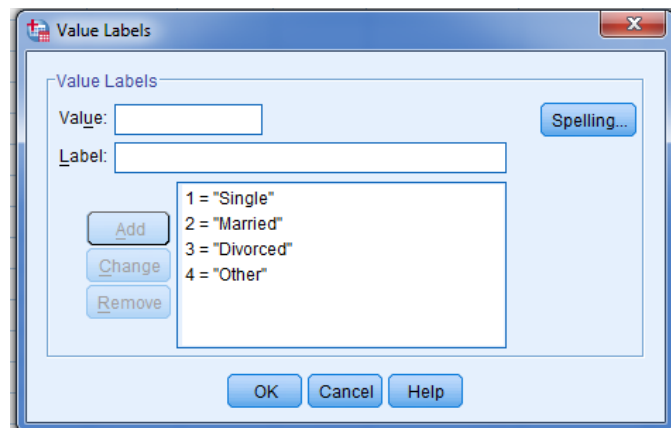 Value Labels
Value Labels
Value:
Spelling...
Label:
1 = "Single"
Add
2 = "Married"
3 = "Divorced"
Change
4 = "Other"
Remove
OK Cancel Help